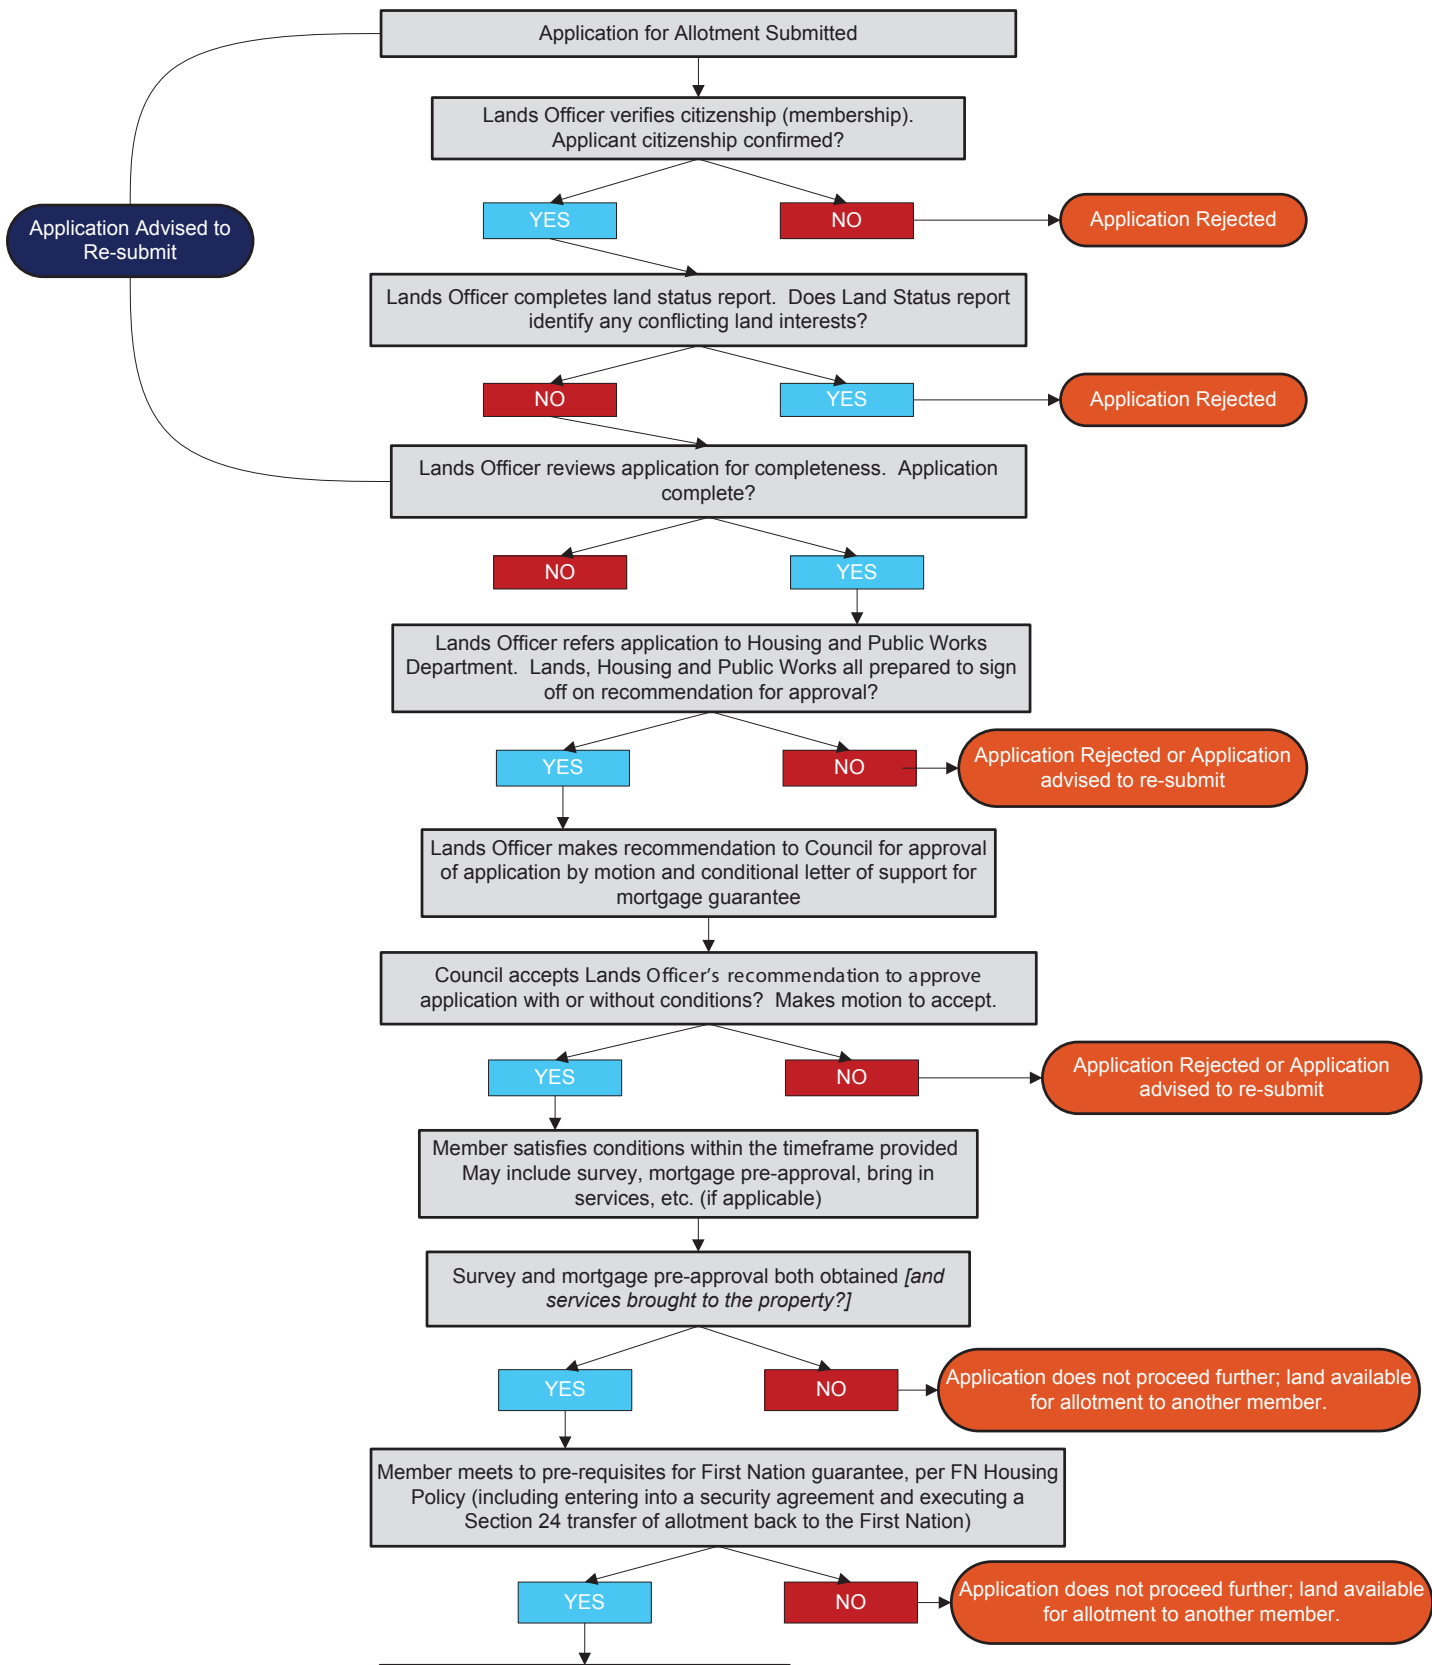 Application for Allotment Submitted
Lands Officer verifies citizenship (membership).
Applicant citizenship confirmed?
YES
NO
Application Rejected
Application Advised to
Re-submit
Lands Officer completes land status report.  Does Land Status report
identify any conflicting land interests?
NO
YES
Application Rejected
Lands Officer reviews application for completeness.  Application
complete?
NO
YES
Lands Officer refers application to Housing and Public Works
Department.  Lands, Housing and Public Works all prepared to sign
off on recommendation for approval?
YES
NO
Application Rejected or Application
advised to re-submit
Lands Officer makes recommendation to Council for approval
of application by motion and conditional letter of support for
mortgage guarantee
Council accepts Lands Officer's recommendation to approve
application with or without conditions?  Makes motion to accept.
YES
NO
Application Rejected or Application
advised to re-submit
Member satisfies conditions within the timeframe provided
May include survey, mortgage pre-approval, bring in
services, etc. (if applicable)
Survey and mortgage pre-approval both obtained [and
services brought to the property?]
YES
NO
Application does not proceed further; land available
for allotment to another member.
Member meets to pre-requisites for First Nation guarantee, per FN Housing
Policy (including entering into a security agreement and executing a
Section 24 transfer of allotment back to the First Nation)
YES
NO
Application does not proceed further; land available
for allotment to another member.